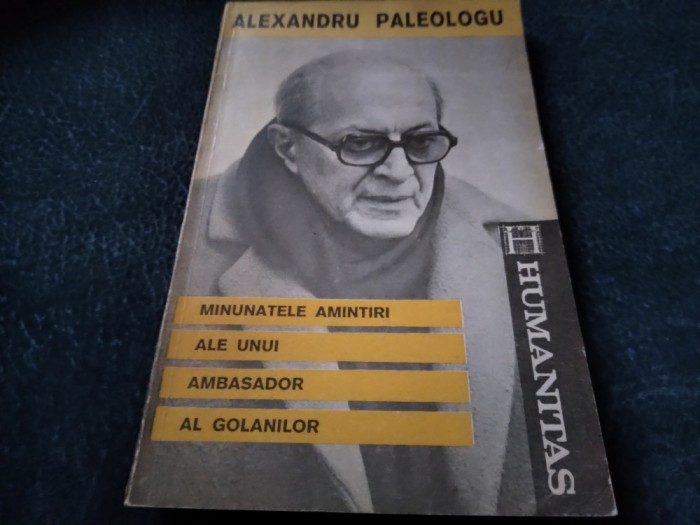 ALEXANDRU PALEOLOGU
MINUNATELE AMINTIRI
ALE UNUI
AMBASADOR
AL GOLANILOR
HUMANITAS